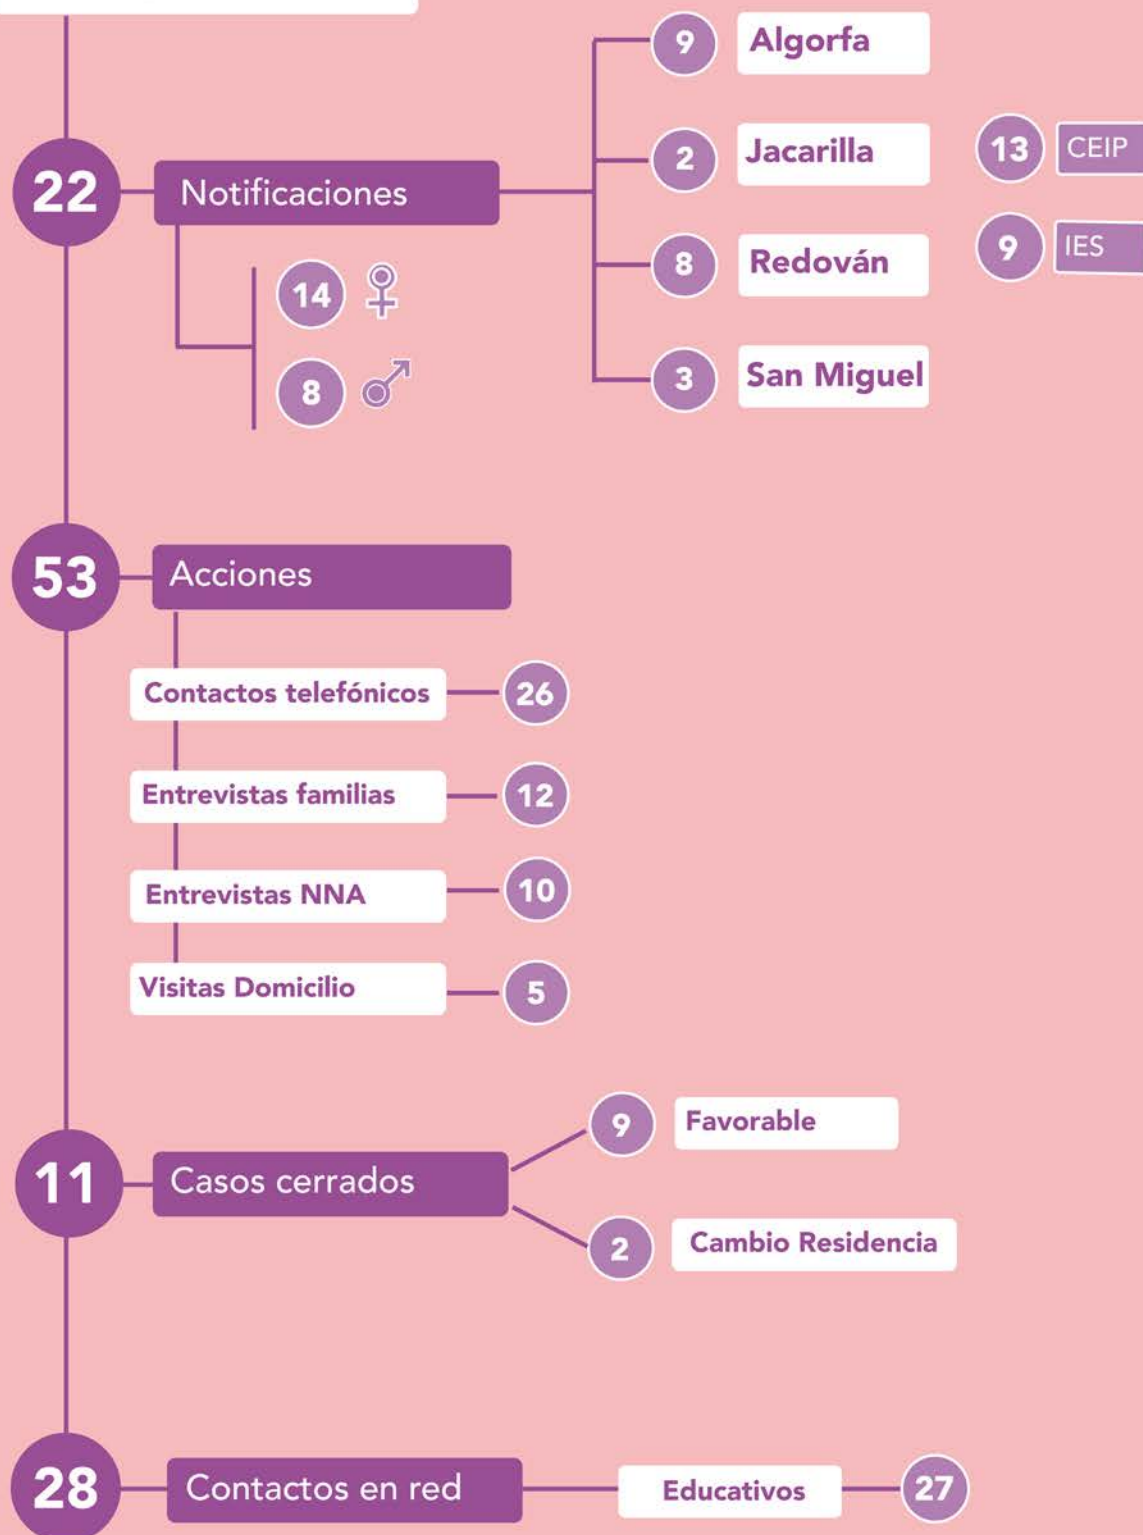 9 Algorfa
2 Jacarilla
8 Redován
3 San Miguel
13 CEIP
9 IES
22 Notificaciones
14
8
53 Acciones
Contactos telefónicos 26
Entrevistas familias 12
Entrevistas NNA 10
Visitas Domicilio 5
11 Casos cerrados
9 Favorable
2 Cambio Residencia
28 Contactos en red Educativos 27